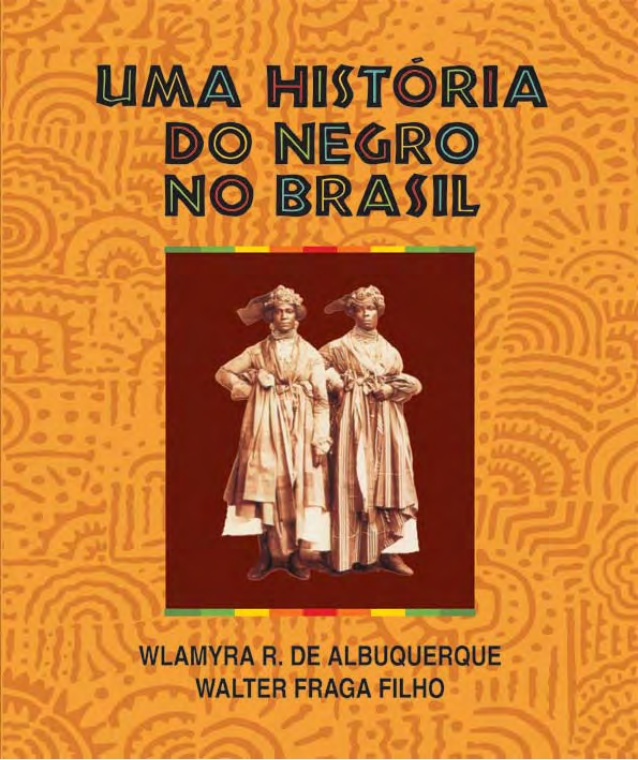 UMA HISTÓRIA
DO NEGRO
NO BRASIL
WLAMYRA R. DE ALBUQUERQUE
WALTER FRAGA FILHO